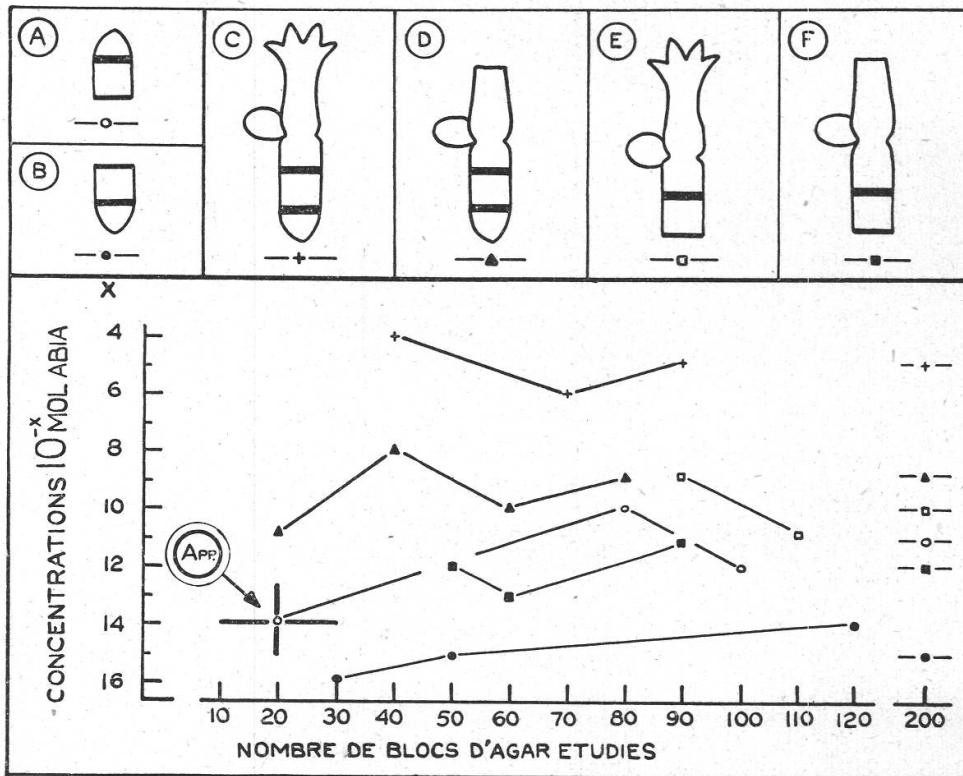 A
B
C
D
E
F
X
4
6
8
10
12
14
16
CONCENTRATIONS 10-x MOL ABIA
APP.
10 20 30 40 50 60 70 80 90 100 110 120 200
NOMBRE DE BLOCS D'AGAR ETUDIES